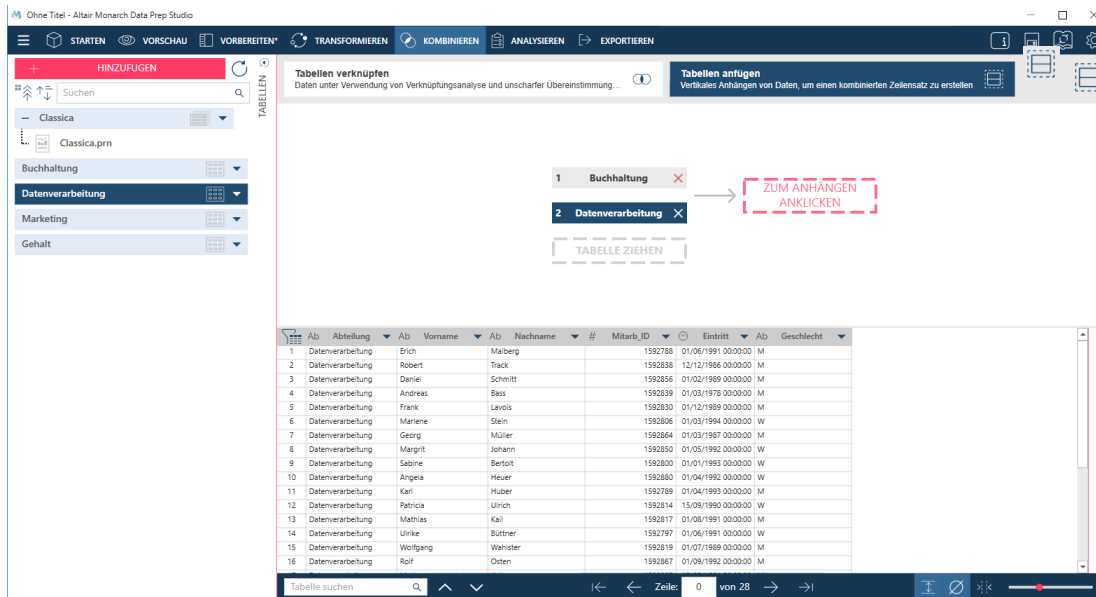 Ohne Titel - Altair Monarch Data Prep Studio
STARTEN VORSCHAU VORBEREITEN* TRANSFORMIEREN KOMBINIEREN ANALYSIEREN EXPORTIEREN
+ HINZUFÜGEN
Suchen
TABELLEN
Classica
Classica.prn
Buchhaltung
Datenverarbeitung
Marketing
Gehalt
Tabellen verknüpfen
Daten unter Verwendung von Verknüpfungsanalyse und unscharfer Übereinstimmung...
Tabellen anfügen
Vertikales Anhängen von Daten, um einen kombinierten Zeilensatz zu erstellen
1 Buchhaltung
2 Datenverarbeitung
TABELLE ZIEHEN
ZUM ANHÄNGEN
ANKLICKEN
Ab Abteilung Ab Vorname Ab Nachname # Mitarb_ID Eintritt Ab Geschlecht
1 Datenverarbeitung Erich Maiberg 1592788 01/06/1991 00:00:00 M
2 Datenverarbeitung Robert Track 1592838 12/12/1986 00:00:00 M
3 Datenverarbeitung Daniel Schmitt 1592856 01/02/1989 00:00:00 M
4 Datenverarbeitung Andreas Bass 1592839 01/03/1978 00:00:00 M
5 Datenverarbeitung Frank Lavois 1592830 01/12/1989 00:00:00 M
6 Datenverarbeitung Marlene Stein 1592806 01/03/1994 00:00:00 W
7 Datenverarbeitung Georg Müller 1592864 01/03/1987 00:00:00 M
8 Datenverarbeitung Margrit Johann 1592850 01/05/1992 00:00:00 W
9 Datenverarbeitung Sabine Bertolt 1592800 01/01/1993 00:00:00 W
10 Datenverarbeitung Angela Heuer 1592880 01/04/1992 00:00:00 W
11 Datenverarbeitung Karl Huber 1592789 01/04/1993 00:00:00 M
12 Datenverarbeitung Patricia Ulrich 1592814 15/09/1990 00:00:00 W
13 Datenverarbeitung Mathias Kali 1592817 01/08/1991 00:00:00 M
14 Datenverarbeitung Ulrike Büttner 1592797 01/06/1991 00:00:00 W
15 Datenverarbeitung Wolfgang Wahlster 1592819 01/07/1989 00:00:00 M
16 Datenverarbeitung Rolf Osten 1592867 01/09/1992 00:00:00 M
Tabelle suchen Zeile: 0 von 28